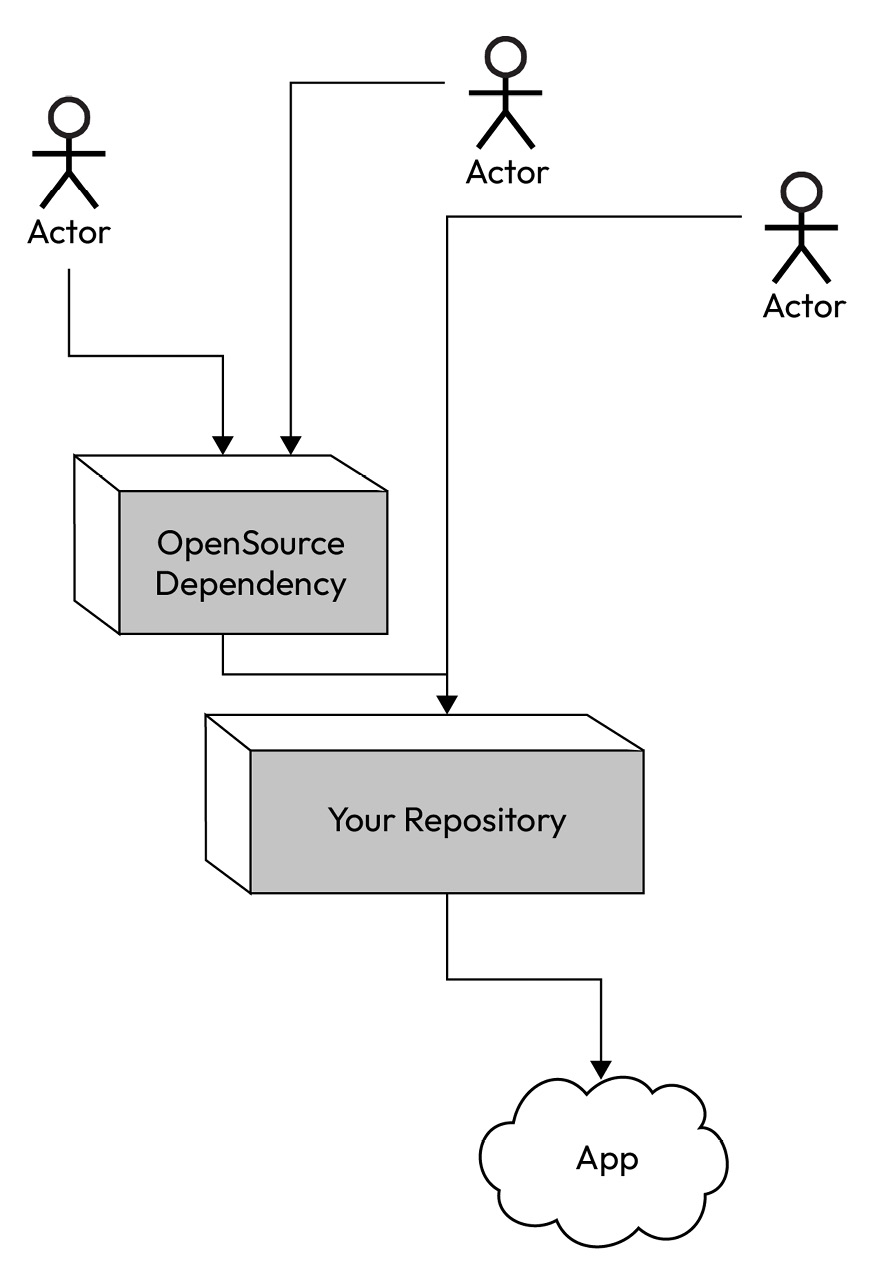 Actor
Actor
Actor
OpenSource
Dependency
Your Repository
App